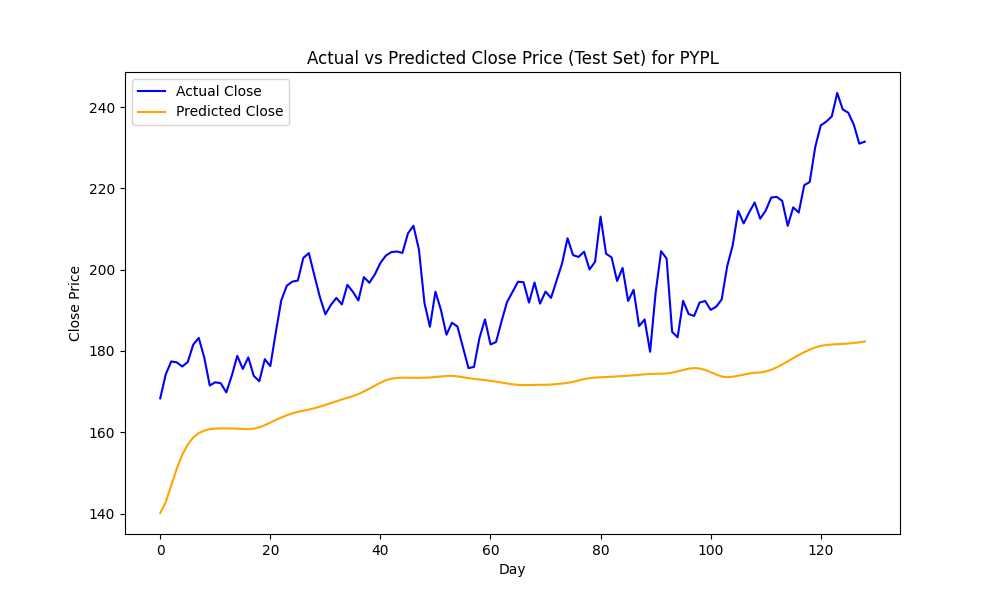 Actual vs Predicted Close Price (Test Set) for PYPL
Actual Close
Predicted Close
240
220
200
180
160
140
Close Price
0 20 40 60 80 100 120
Day